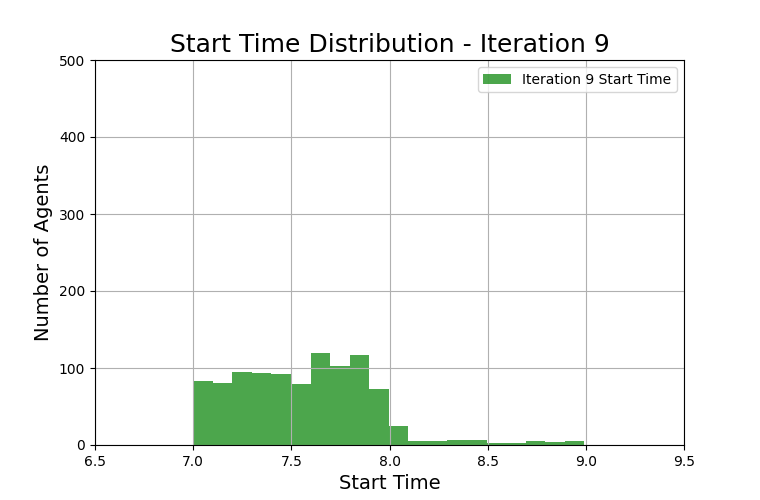 Start Time Distribution - Iteration 9
500
400
300
200
100
0
Number of Agents
Iteration 9 Start Time
6.5 7.0 7.5 8.0 8.5 9.0 9.5
Start Time